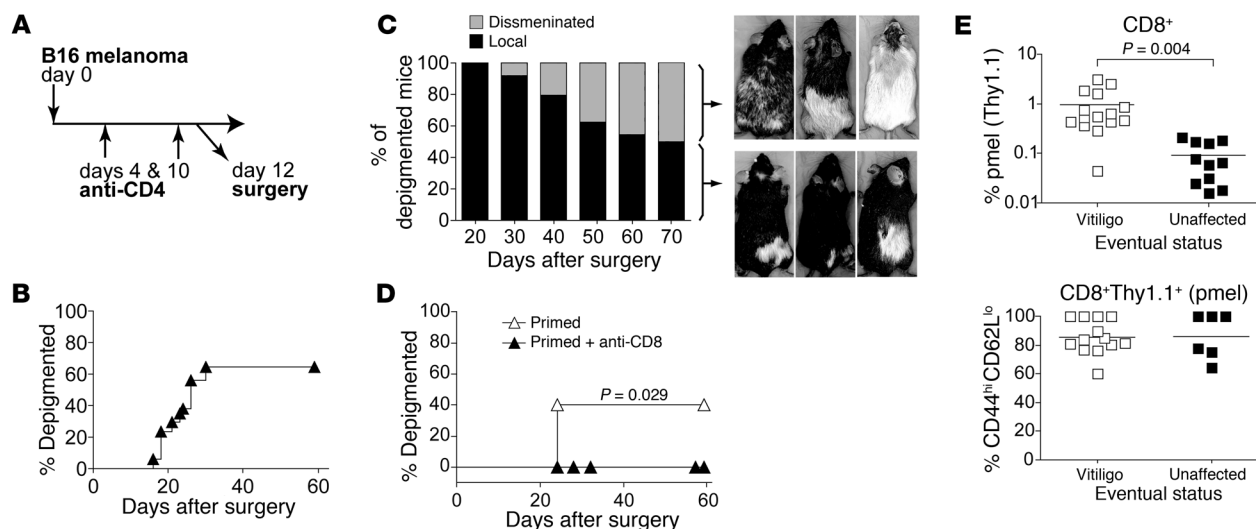 A
B16 melanoma
day 0
days 4 & 10
anti-CD4
day 12
surgery
B
% Depigmented
100
80
60
40
20
0
0 20 40 60
Days after surgery
C
Dissmeninated
Local
% of
depigmented mice
100
80
60
40
20
0
20 30 40 50 60 70
Days after surgery
D
% Depigmented
100
80
60
40
20
0
Primed
Primed + anti-CD8
P = 0.029
0 20 40 60
Days after surgery
E
CD8⁺
P = 0.004
% pmel (Thy1.1)
10
1
0.1
0.01
Vitiligo Unaffected
Eventual status
CD8⁺Thy1.1⁺ (pmel)
% CD44ʰⁱCD62Lˡᵒ
100
80
60
40
20
0
Vitiligo Unaffected
Eventual status